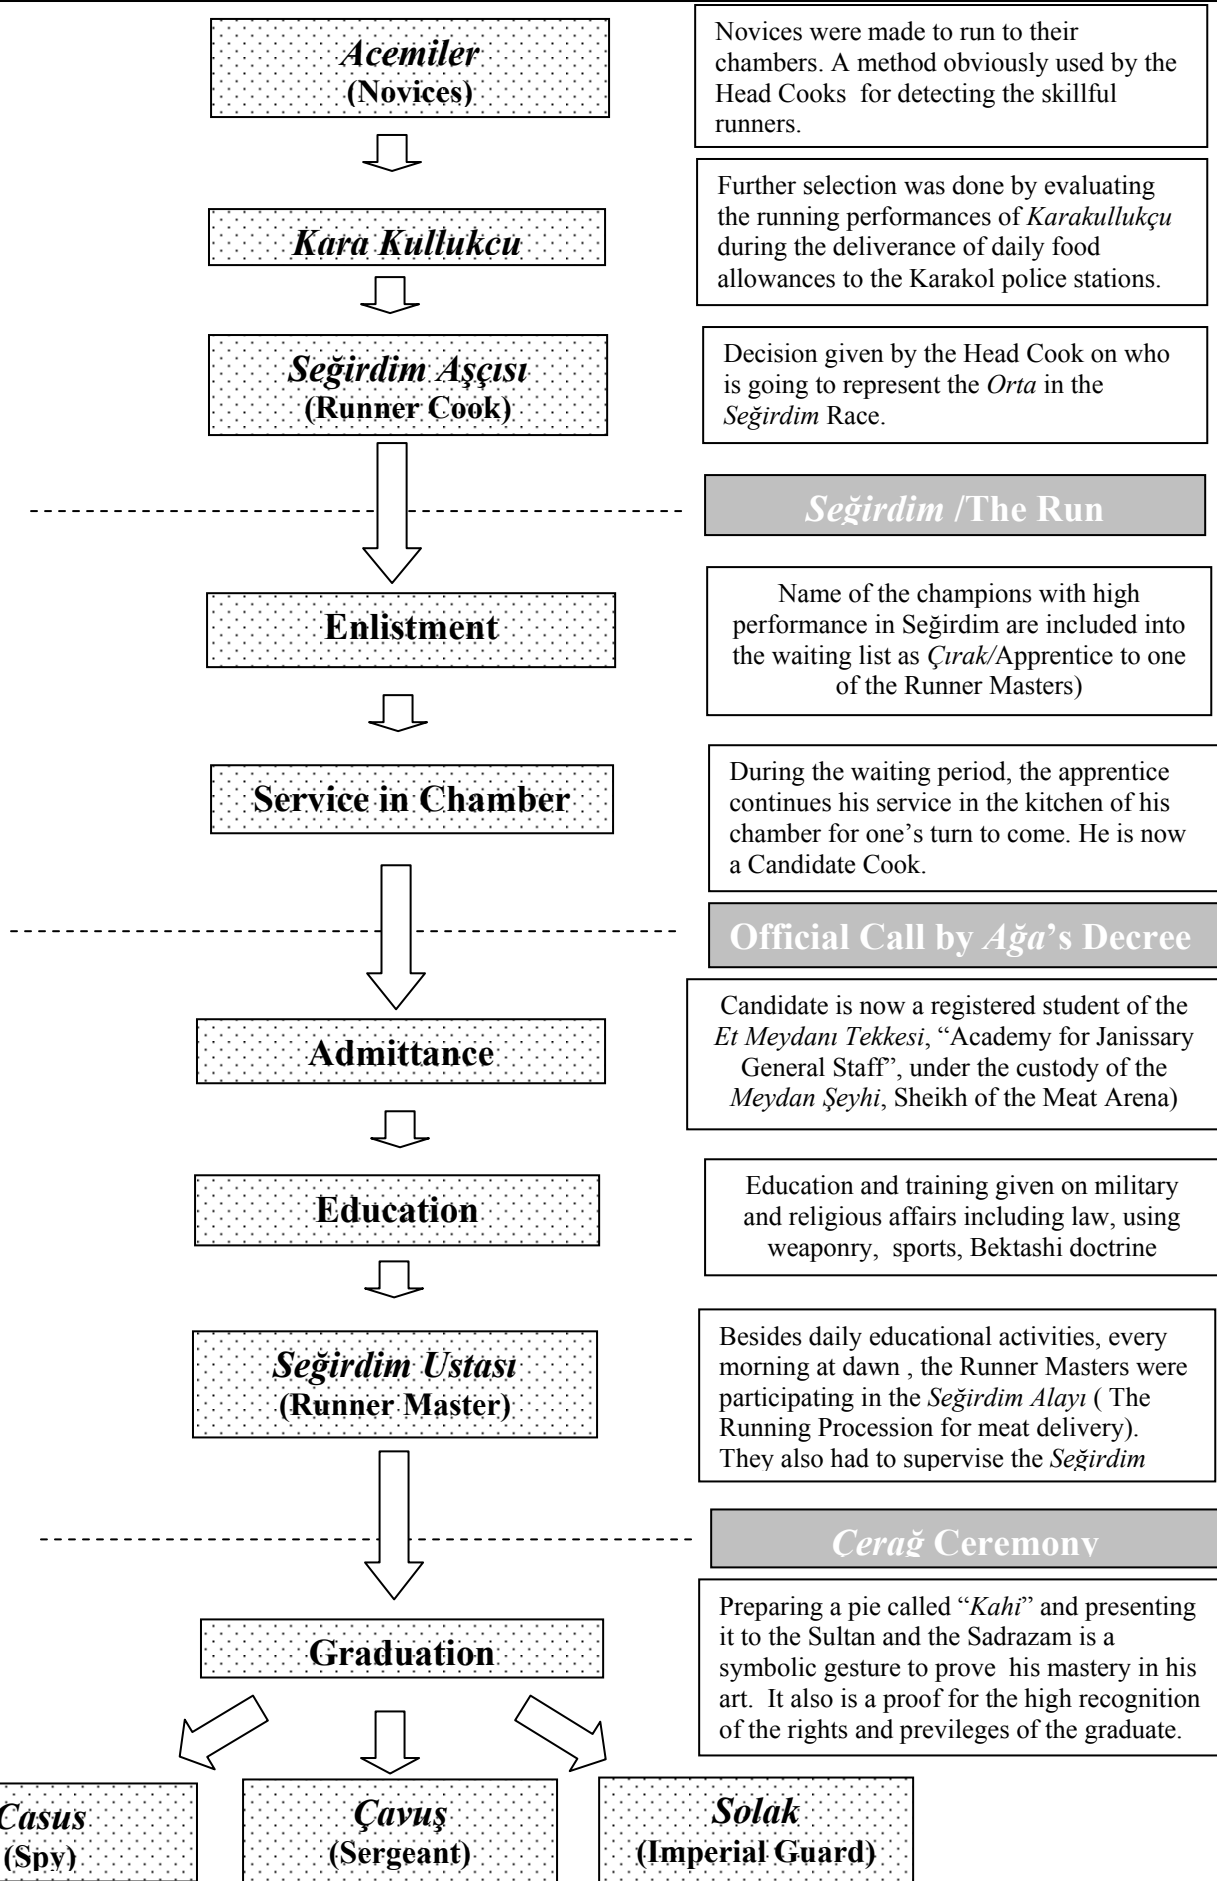 Acemiler
(Novices)
Novices were made to run to their
chambers. A method obviously used by the
Head Cooks for detecting the skillful
runners.
Kara Kullukcu
Further selection was done by evaluating
the running performances of Karakullukçu
during the deliverance of daily food
allowances to the Karakol police stations.
Seğirdim Aşçısı
(Runner Cook)
Decision given by the Head Cook on who
is going to represent the Orta in the
Seğirdim Race.
Seğirdim /The Run
Enlistment
Name of the champions with high
performance in Seğirdim are included into
the waiting list as Çırak/Apprentice to one
of the Runner Masters)
Service in Chamber
During the waiting period, the apprentice
continues his service in the kitchen of his
chamber for one's turn to come. He is now
a Candidate Cook.
Official Call by Ağa's Decree
Admittance
Candidate is now a registered student of the
Et Meydanı Tekkesi, “Academy for Janissary
General Staff”, under the custody of the
Meydan Şeyhi, Sheikh of the Meat Arena)
Education
Education and training given on military
and religious affairs including law, using
weaponry, sports, Bektashi doctrine
Seğirdim Ustası
(Runner Master)
Besides daily educational activities, every
morning at dawn , the Runner Masters were
participating in the Seğirdim Alayı ( The
Running Procession for meat delivery).
They also had to supervise the Seğirdim
Çerağ Ceremony
Graduation
Preparing a pie called “Kahi” and presenting
it to the Sultan and the Sadrazam is a
symbolic gesture to prove his mastery in his
art. It also is a proof for the high recognition
of the rights and previleges of the graduate.
Casus
(Spy)
Çavuş
(Sergeant)
Solak
(Imperial Guard)